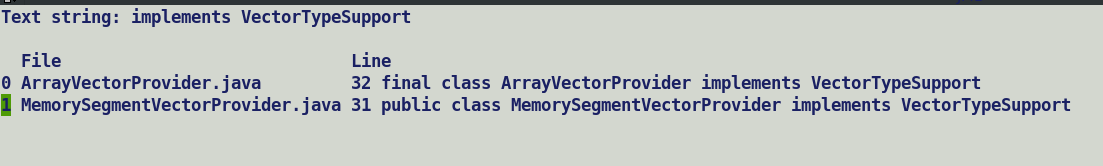 Text string: implements VectorTypeSupport
File Line
0 ArrayVectorProvider.java 32 final class ArrayVectorProvider implements VectorTypeSupport
1 MemorySegmentVectorProvider.java 31 public class MemorySegmentVectorProvider implements VectorTypeSupport